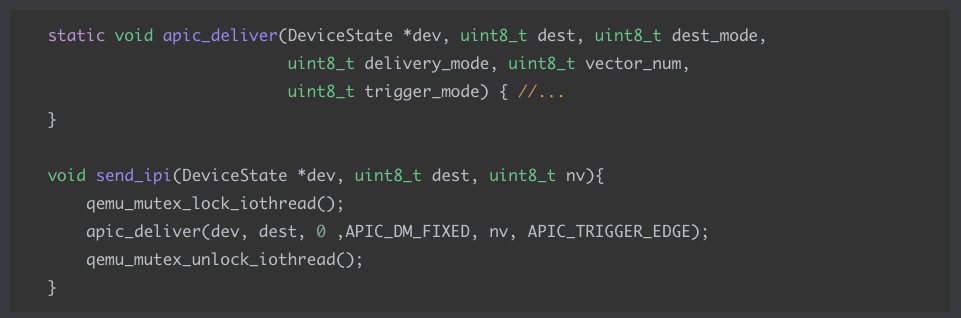 static void apic_deliver(DeviceState *dev, uint8_t dest, uint8_t dest_mode,
                         uint8_t delivery_mode, uint8_t vector_num,
                         uint8_t trigger_mode) { //...
}

void send_ipi(DeviceState *dev, uint8_t dest, uint8_t nv){
    qemu_mutex_lock_iothread();
    apic_deliver(dev, dest, 0 ,APIC_DM_FIXED, nv, APIC_TRIGGER_EDGE);
    qemu_mutex_unlock_iothread();
}